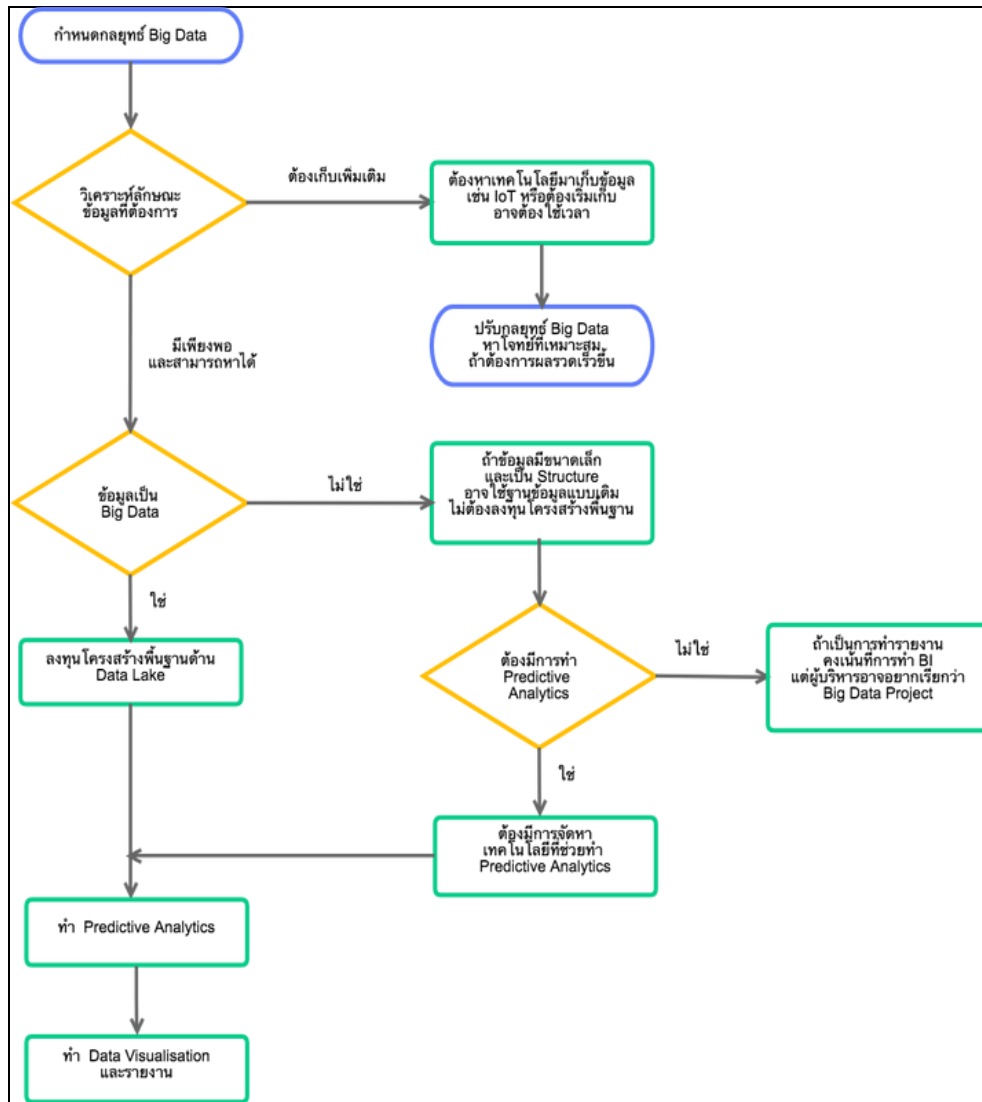 กำหนดกลยุทธ์ Big Data
วิเคราะห์ลักษณะ
ข้อมูลที่ต้องการ
ต้องเก็บเพิ่มเติม
ต้องหาเทคโนโลยีมาเก็บข้อมูล
เช่น IoT หรือต้องเริ่มเก็บ
อาจต้องใช้เวลา
ปรับกลยุทธ์ Big Data
หาโจทย์ที่เหมาะสม
ถ้าต้องการผลรวดเร็วขึ้น
มีเพียงพอ
และสามารถหาได้
ข้อมูลเป็น
Big Data
ไม่ใช่
ถ้าข้อมูลมีขนาดเล็ก
และเป็น Structure
อาจใช้ฐานข้อมูลแบบเดิม
ไม่ต้องลงทุนโครงสร้างพื้นฐาน
ใช่
ลงทุนโครงสร้างพื้นฐานด้าน
Data Lake
ต้องมีการทำ
Predictive
Analytics
ไม่ใช่
ถ้าเป็นการทำรายงาน
คงเน้นที่การทำ BI
แต่ผู้บริหารอาจอยากเรียกว่า
Big Data Project
ใช่
ต้องมีการจัดหา
เทคโนโลยีที่ช่วยทำ
Predictive Analytics
ทำ Predictive Analytics
ทำ Data Visualisation
และรายงาน